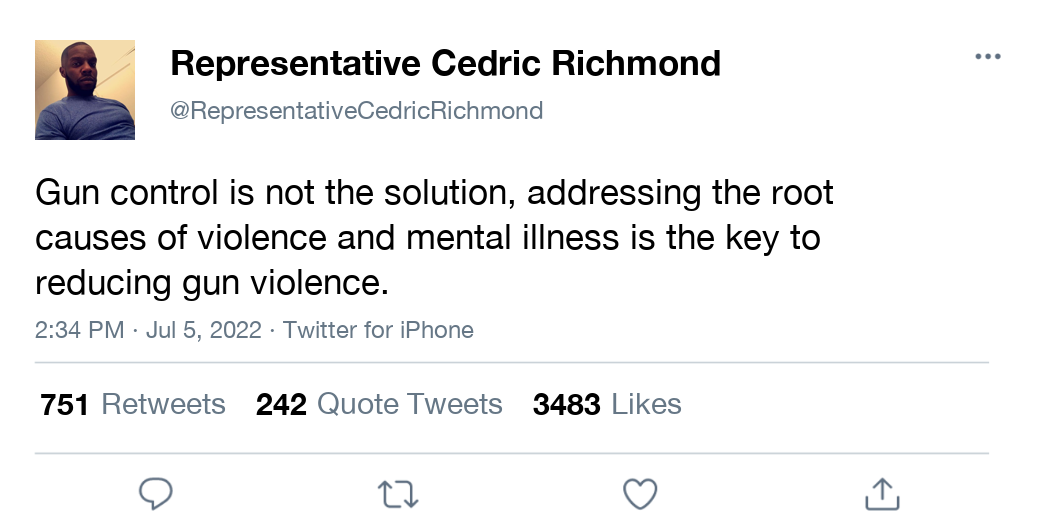 Representative Cedric Richmond
@RepresentativeCedricRichmond
Gun control is not the solution, addressing the root
causes of violence and mental illness is the key to
reducing gun violence.
2:34 PM · Jul 5, 2022 · Twitter for iPhone
751 Retweets 242 Quote Tweets 3483 Likes